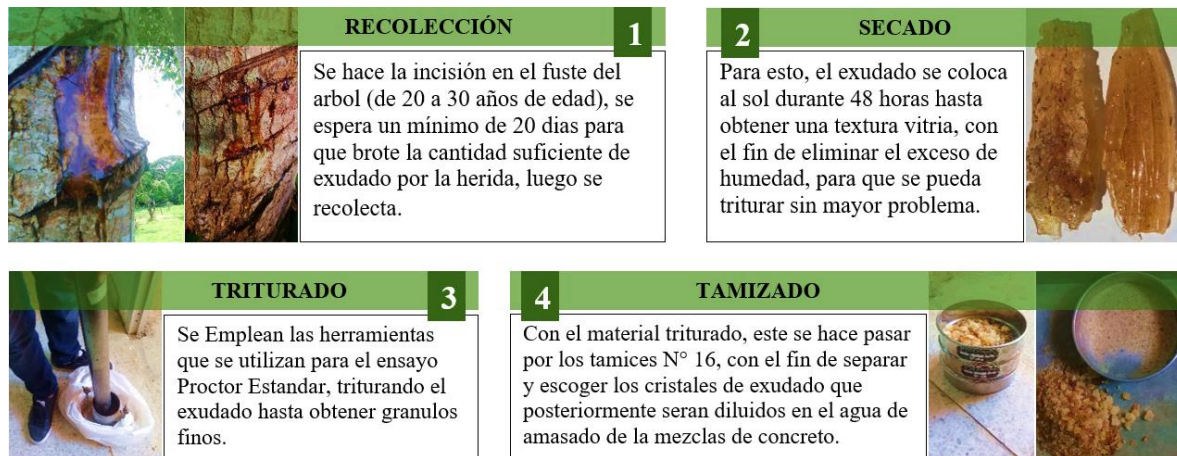 RECOLECCIÓN 1
Se hace la incisión en el fuste del
arbol (de 20 a 30 años de edad), se
espera un mínimo de 20 dias para
que brote la cantidad suficiente de
exudado por la herida, luego se
recolecta.
2 SECADO
Para esto, el exudado se coloca
al sol durante 48 horas hasta
obtener una textura vitria, con
el fin de eliminar el exceso de
humedad, para que se pueda
triturar sin mayor problema.
TRITURADO 3
Se Emplean las herramientas
que se utilizan para el ensayo
Proctor Estandar, triturando el
exudado hasta obtener granulos
finos.
4 TAMIZADO
Con el material triturado, este se hace pasar
por los tamices N° 16, con el fin de separar
y escoger los cristales de exudado que
posteriormente seran diluidos en el agua de
amasado de la mezclas de concreto.